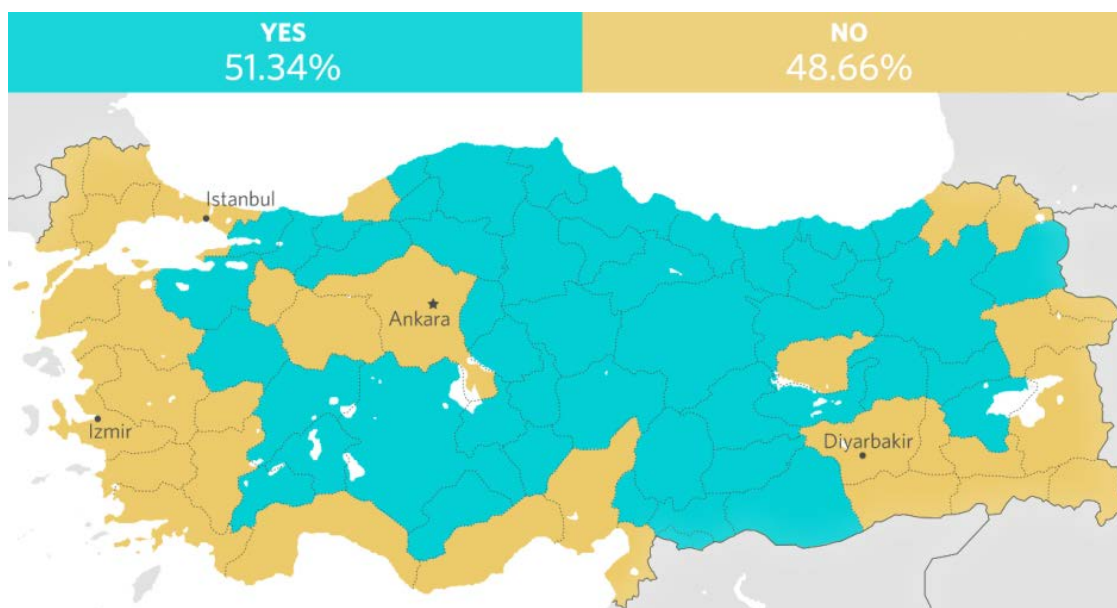 YES
51.34%
NO
48.66%
Istanbul
Ankara
Izmir
Diyarbakir